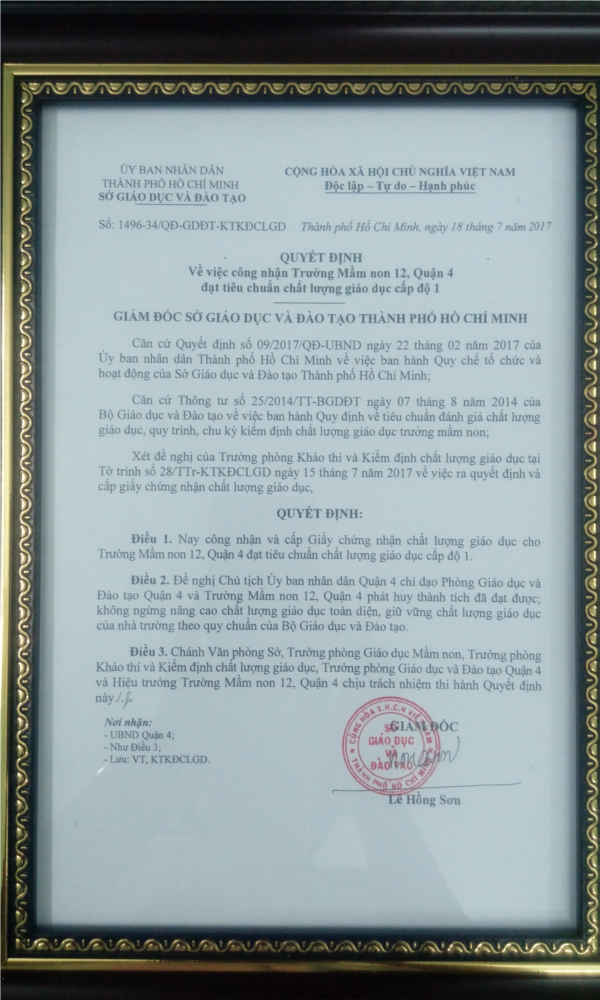 ỦY BAN NHÂN DÂN
THÀNH PHỐ HỒ CHÍ MINH
SỞ GIÁO DỤC VÀ ĐÀO TẠO
CỘNG HÒA XÃ HỘI CHỦ NGHĨA VIỆT NAM
Độc lập – Tự do – Hạnh phúc
Số: 1496-34/QĐ-GDĐT-KTKĐCLGD
Thành phố Hồ Chí Minh, ngày 18 tháng 7 năm 2017
QUYẾT ĐỊNH
Về việc công nhận Trường Mầm non 12, Quận 4
đạt tiêu chuẩn chất lượng giáo dục cấp độ 1
GIÁM ĐỐC SỞ GIÁO DỤC VÀ ĐÀO TẠO THÀNH PHỐ HỒ CHÍ MINH
Căn cứ Quyết định số 09/2017/QĐ-UBND ngày 22 tháng 02 năm 2017 của
Ủy ban nhân dân Thành phố Hồ Chí Minh về việc ban hành Quy chế tổ chức và
hoạt động của Sở Giáo dục và Đào tạo Thành phố Hồ Chí Minh;
Căn cứ Thông tư số 25/2014/TT-BGDĐT ngày 07 tháng 8 năm 2014 của
Bộ Giáo dục và Đào tạo về việc ban hành Quy định về tiêu chuẩn đánh giá chất lượng
giáo dục, quy trình, chu kỳ kiểm định chất lượng giáo dục trường mầm non;
Xét đề nghị của Trưởng phòng Khảo thí và Kiểm định chất lượng giáo dục tại
Tờ trình số 28/TTr-KTKĐCLGD ngày 15 tháng 7 năm 2017 về việc ra quyết định và
cấp giấy chứng nhận chất lượng giáo dục,
QUYẾT ĐỊNH:
Điều 1. Nay công nhận và cấp Giấy chứng nhận chất lượng giáo dục cho
Trường Mầm non 12, Quận 4 đạt tiêu chuẩn chất lượng giáo dục cấp độ 1.
Điều 2. Đề nghị Chủ tịch Ủy ban nhân dân Quận 4 chỉ đạo Phòng Giáo dục và
Đào tạo Quận 4 và Trường Mầm non 12, Quận 4 phát huy thành tích đã đạt được;
không ngừng nâng cao chất lượng giáo dục toàn diện, giữ vững chất lượng giáo dục
của nhà trường theo quy chuẩn của Bộ Giáo dục và Đào tạo.
Điều 3. Chánh Văn phòng Sở, Trưởng phòng Giáo dục Mầm non, Trưởng phòng
Khảo thí và Kiểm định chất lượng giáo dục, Trưởng phòng Giáo dục và Đào tạo Quận 4
và Hiệu trưởng Trường Mầm non 12, Quận 4 chịu trách nhiệm thi hành Quyết định
này./.
Nơi nhận:
- UBND Quận 4;
- Như Điều 3;
- Lưu: VT, KTKĐCLGD.
GIÁM ĐỐC
CỘNG HÒA X.H.C.N VIỆT NAM
SỞ
GIÁO DỤC
VÀ
ĐÀO TẠO
THÀNH PHỐ HỒ CHÍ MINH
Lê Hồng Sơn